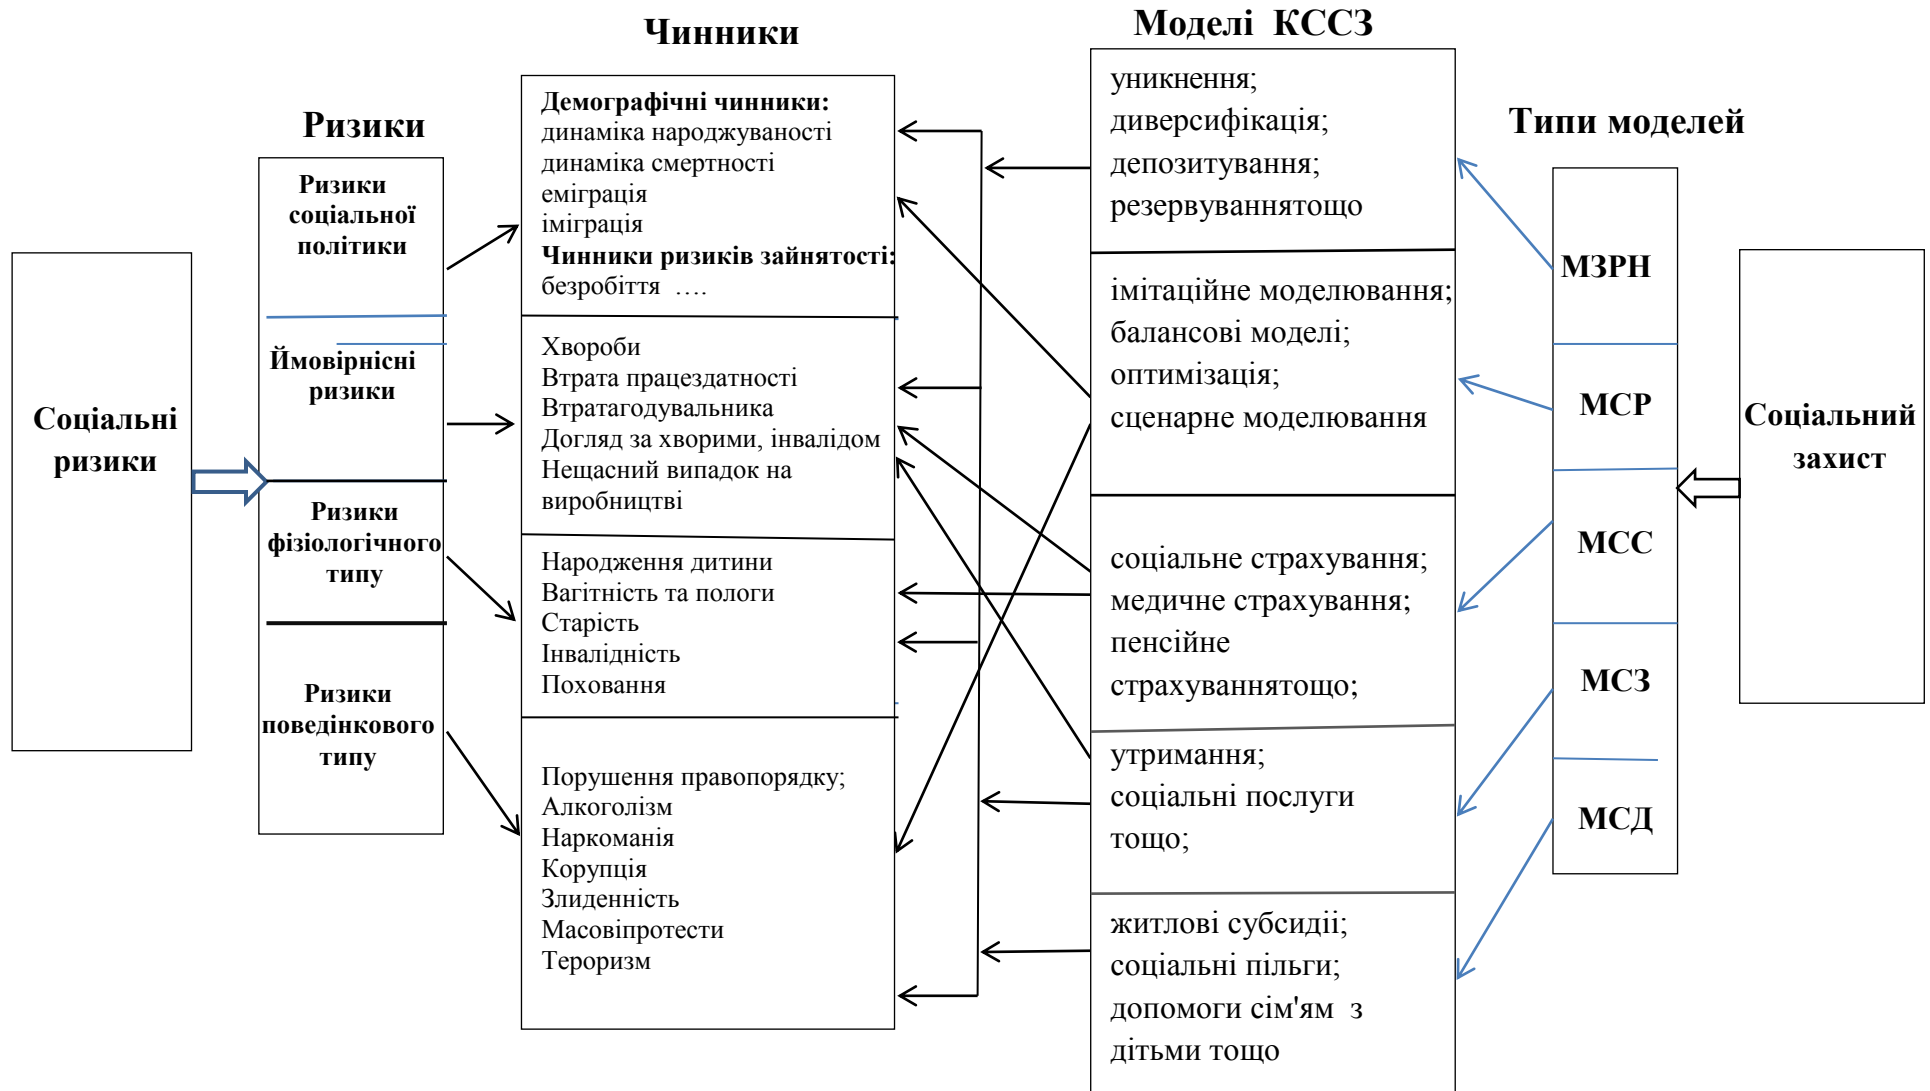 Соціальні
ризики
Ризики
Ризики
соціальної
політики
Ймовірнісні
ризики
Ризики
фізіологічного
типу
Ризики
поведінкового
типу
Чинники
Демографічні чинники:
динаміка народжуваності
динаміка смертності
еміграція
іміграція
Чинники ризиків зайнятості:
безробіття ….
Хвороби
Втрата працездатності
Втратагодувальника
Догляд за хворими, інвалідом
Нещасний випадок на
виробництві
Народження дитини
Вагітність та пологи
Старість
Інвалідність
Поховання
Порушення правопорядку;
Алкоголізм
Наркоманія
Корупція
Злиденність
Масовіпротести
Тероризм
Моделі КССЗ
уникнення;
диверсифікація;
депозитування;
резервуваннятощо
імітаційне моделювання;
балансові моделі;
оптимізація;
сценарне моделювання
соціальне страхування;
медичне страхування;
пенсійне
страхуваннятощо;
утримання;
соціальні послуги
тощо;
житлові субсидіі;
соціальні пільги;
допомоги сім'ям з
дітьми тощо
Типи моделей
МЗРН
МСР
МСС
МСЗ
МСД
Соціальний
захист